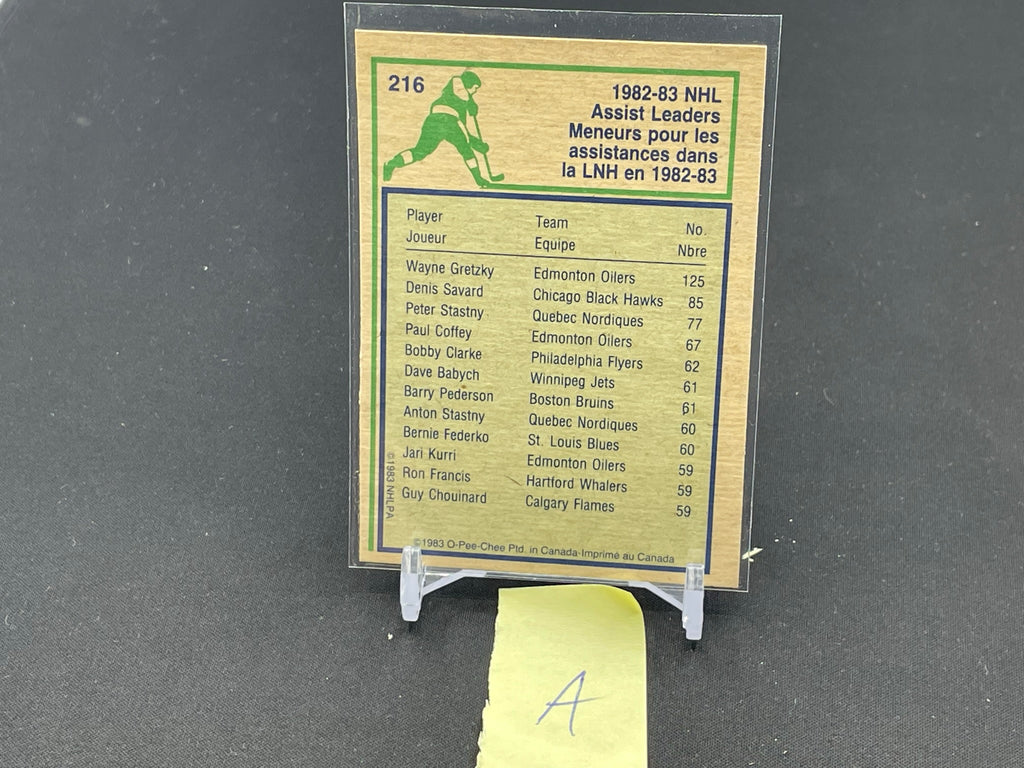 216
1982-83 NHL
Assist Leaders
Meneurs pour les
assistances dans
la LNH en 1982-83
Player Team No.
Joueur Equipe Nbre
Wayne Gretzky Edmonton Oilers 125
Denis Savard Chicago Black Hawks 85
Peter Stastny Quebec Nordiques 77
Paul Coffey Edmonton Oilers 67
Bobby Clarke Philadelphia Flyers 62
Dave Babych Winnipeg Jets 61
Barry Pederson Boston Bruins 61
Anton Stastny Quebec Nordiques 60
Bernie Federko St. Louis Blues 60
Jari Kurri Edmonton Oilers 59
Ron Francis Hartford Whalers 59
Guy Chouinard Calgary Flames 59
©1983 NHLPA
©1983 O-Pee-Chee Ptd. in Canada-Imprimé au Canada
A